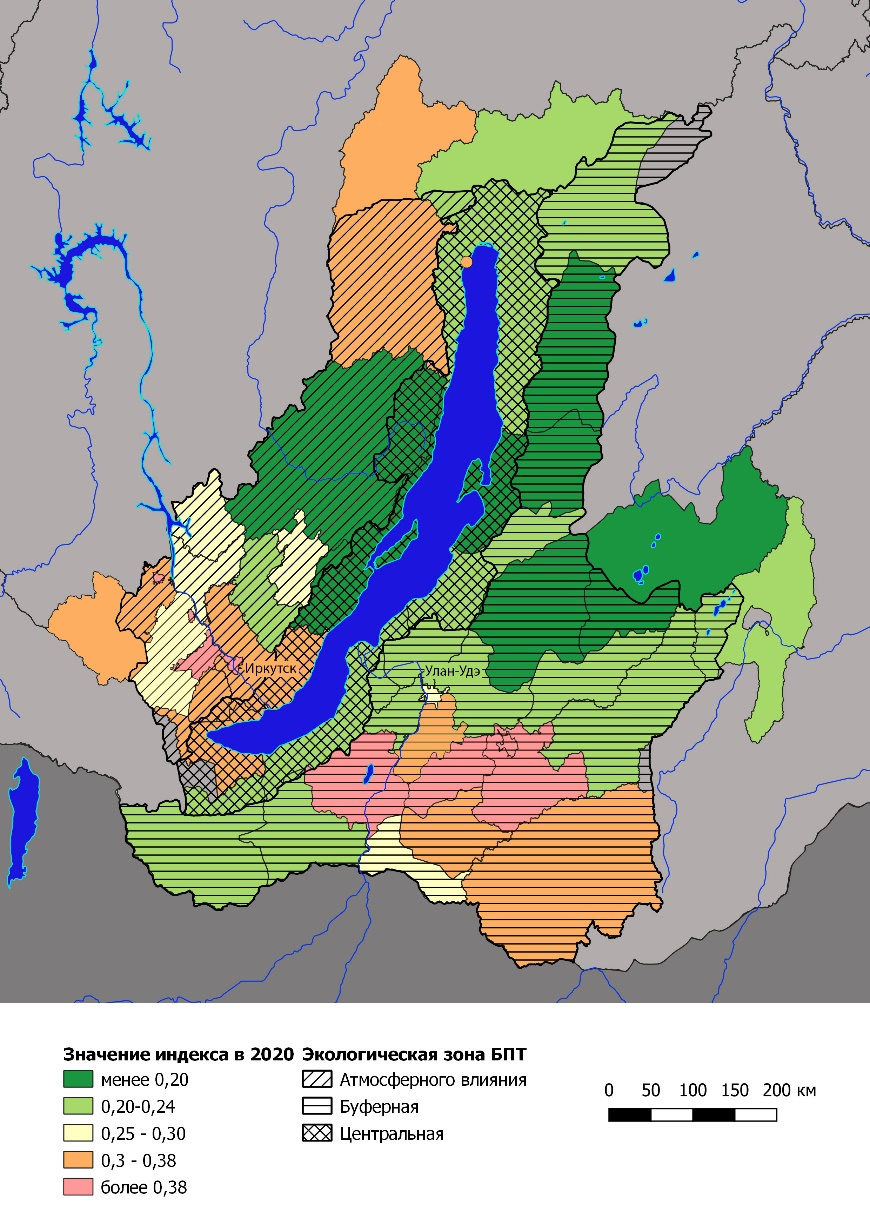 Иркутск
Улан-Удэ
Значение индекса в 2020
менее 0,20
0,20-0,24
0,25 - 0,30
0,3 - 0,38
более 0,38
Экологическая зона БПТ
Атмосферного влияния
Буферная
Центральная
0 50 100 150 200 км